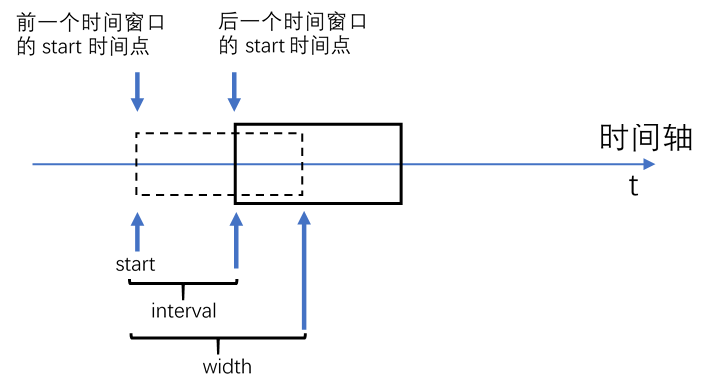 前一个时间窗口
的 start 时间点
后一个时间窗口
的 start 时间点
时间轴
t
start
interval
width